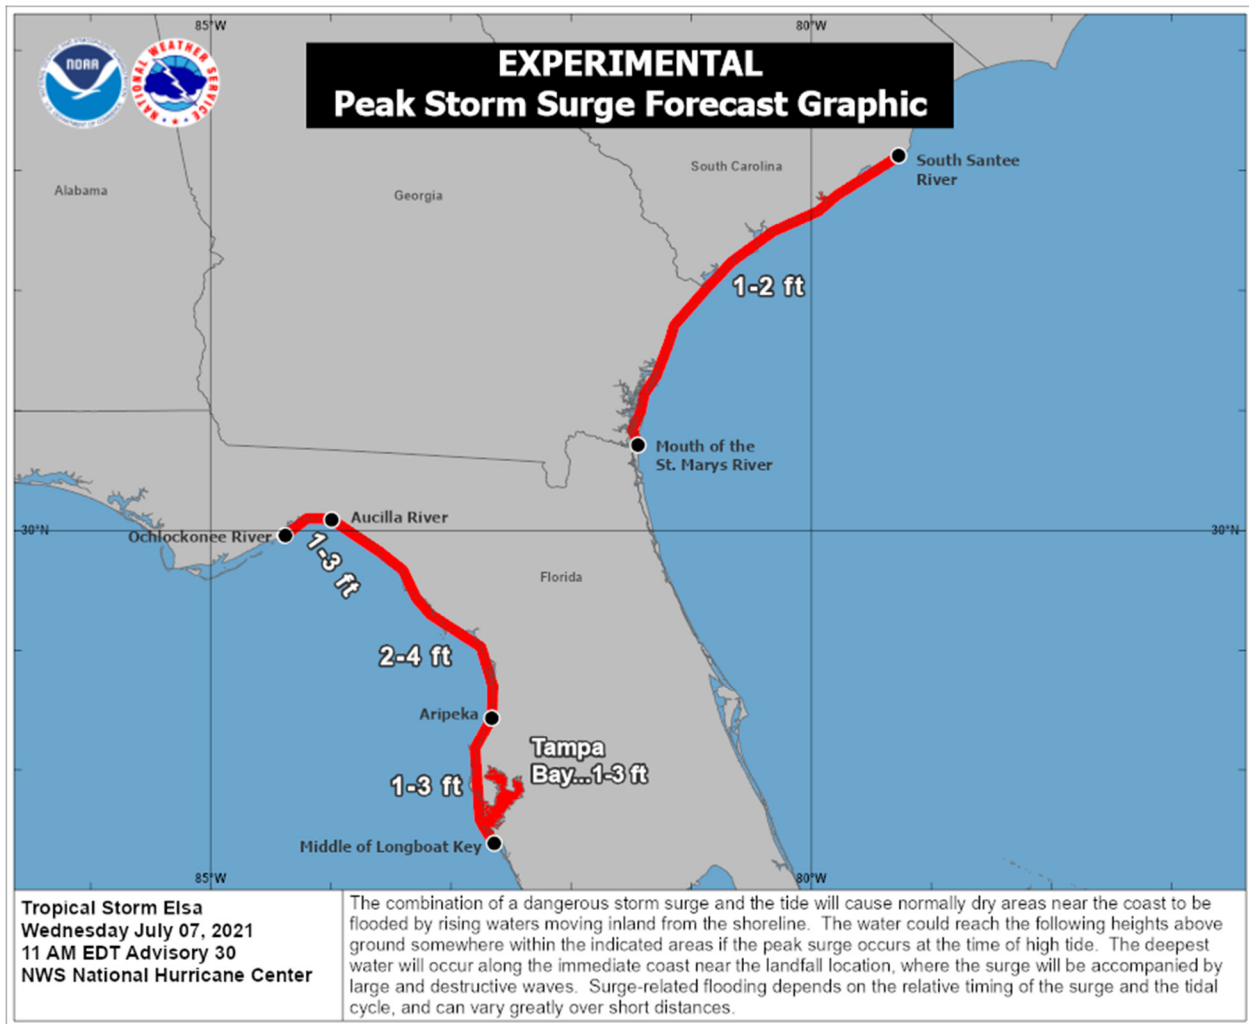 85°W
80°W
EXPERIMENTAL
Peak Storm Surge Forecast Graphic
NOAA
NATIONAL WEATHER SERVICE
South Carolina
South Santee
River
Alabama
Georgia
1-2 ft
Mouth of the
St. Marys River
Aucilla River
30°N
Ochlockonee River
30°N
1-3 ft
Florida
2-4 ft
Aripeka
Tampa
Bay...1-3 ft
1-3 ft
Middle of Longboat Key
85°W
80°W
Tropical Storm Elsa
Wednesday July 07, 2021
11 AM EDT Advisory 30
NWS National Hurricane Center
The combination of a dangerous storm surge and the tide will cause normally dry areas near the coast to be
flooded by rising waters moving inland from the shoreline.  The water could reach the following heights above
ground somewhere within the indicated areas if the peak surge occurs at the time of high tide.  The deepest
water will occur along the immediate coast near the landfall location, where the surge will be accompanied by
large and destructive waves.  Surge-related flooding depends on the relative timing of the surge and the tidal
cycle, and can vary greatly over short distances.